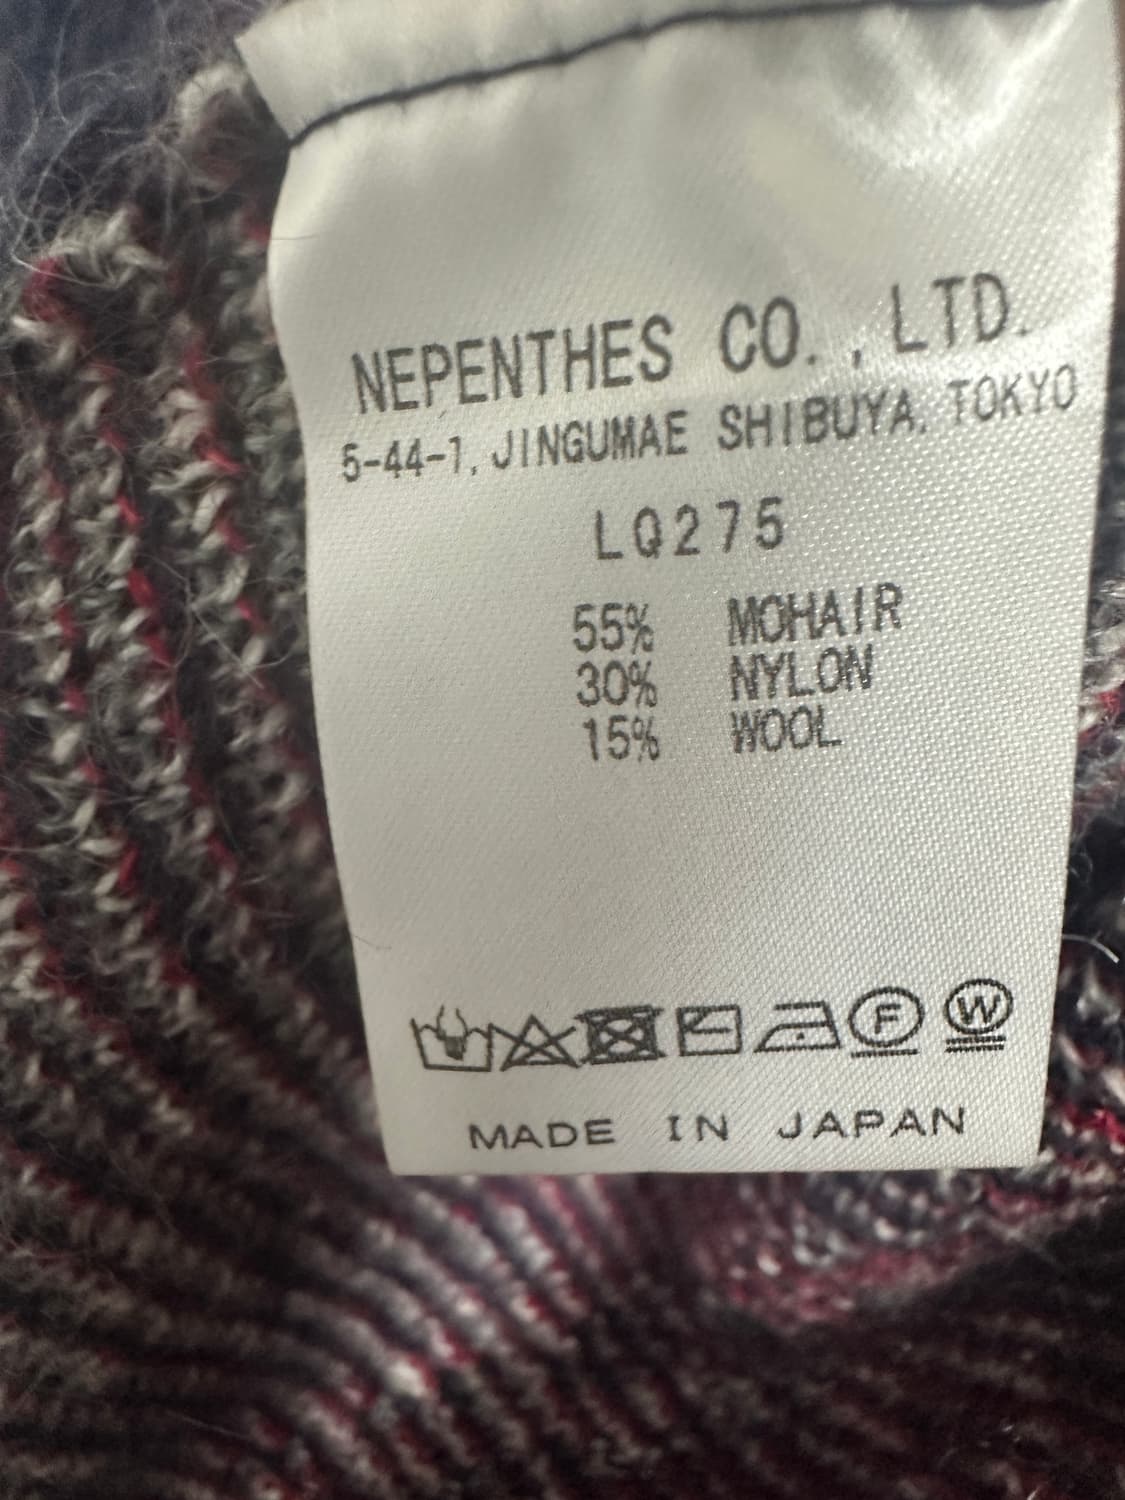 NEPENTHES CO., LTD.
5-44-1, JINGUMAE SHIBUYA, TOKYO
LQ275
55% MOHAIR
30% NYLON
15% WOOL
F W
MADE IN JAPAN